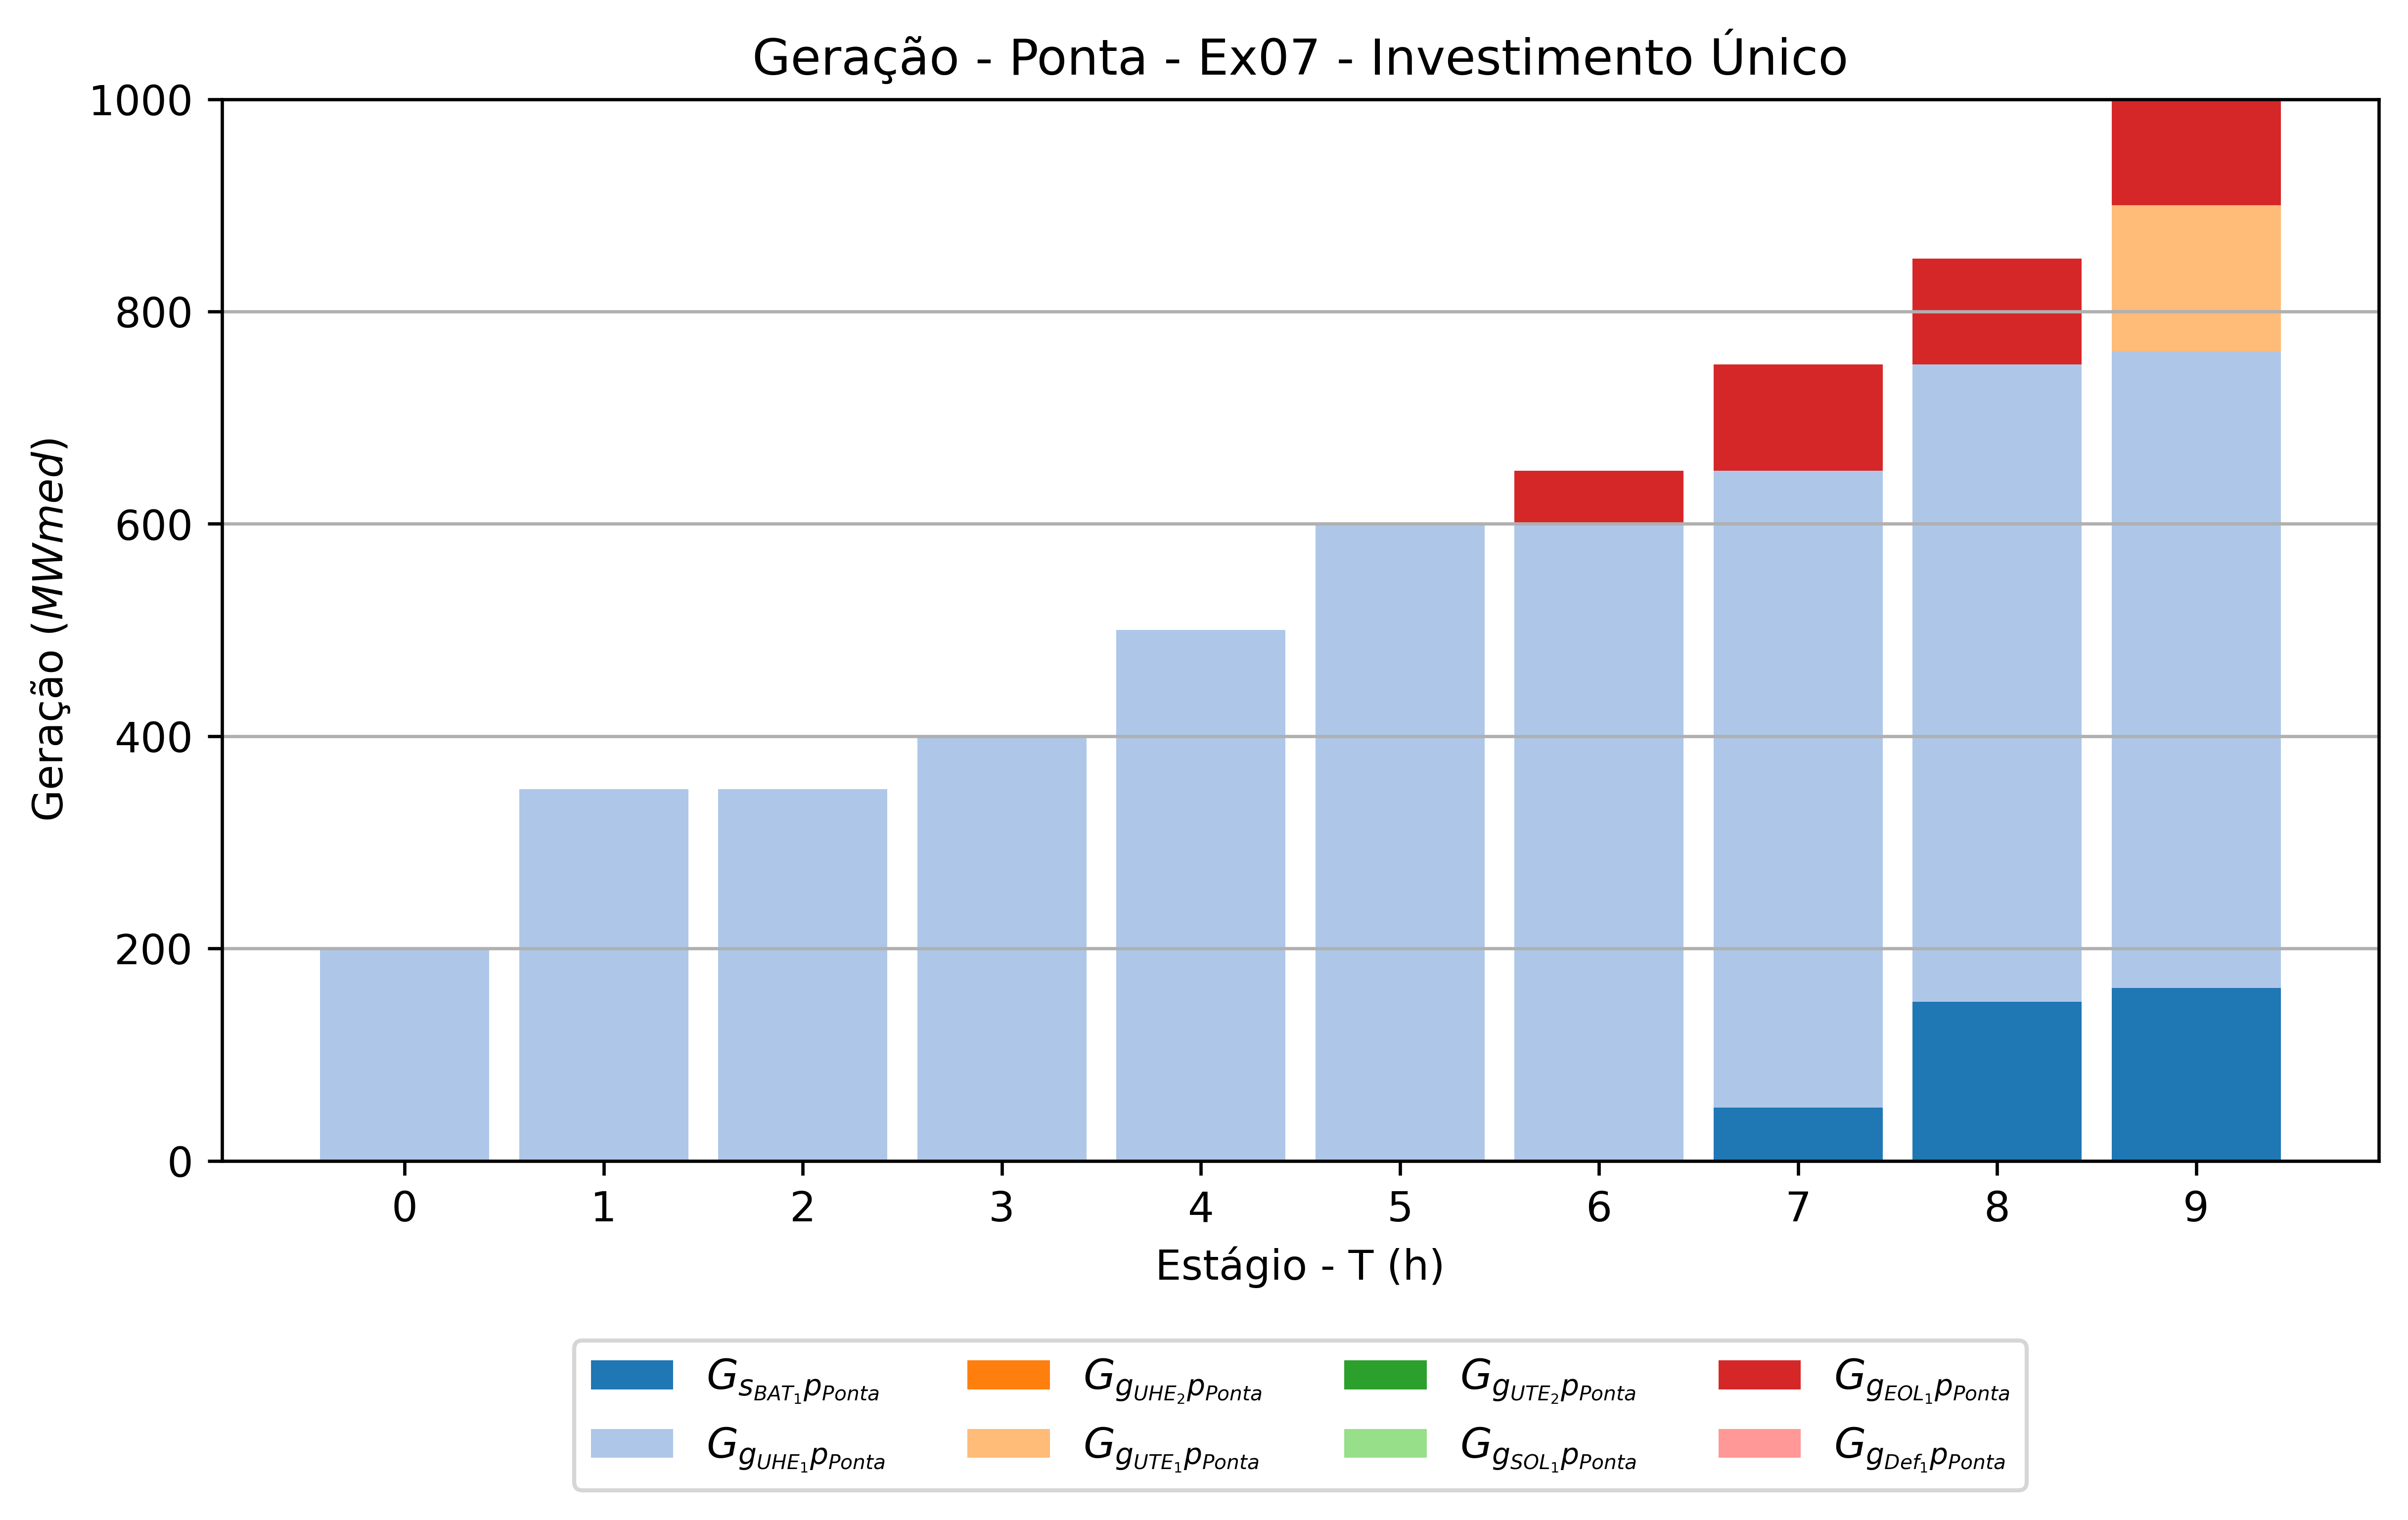 Geração - Ponta - Ex07 - Investimento Único
1000
800
600
400
200
0
Geração (MWmed)
0 1 2 3 4 5 6 7 8 9
Estágio - T (h)
G_{s_{BAT_1}p_{Ponta}} G_{g_{UHE_2}p_{Ponta}} G_{g_{UTE_2}p_{Ponta}} G_{g_{EOL_1}p_{Ponta}}
G_{g_{UHE_1}p_{Ponta}} G_{g_{UTE_1}p_{Ponta}} G_{g_{SOL_1}p_{Ponta}} G_{g_{Def_1}p_{Ponta}}